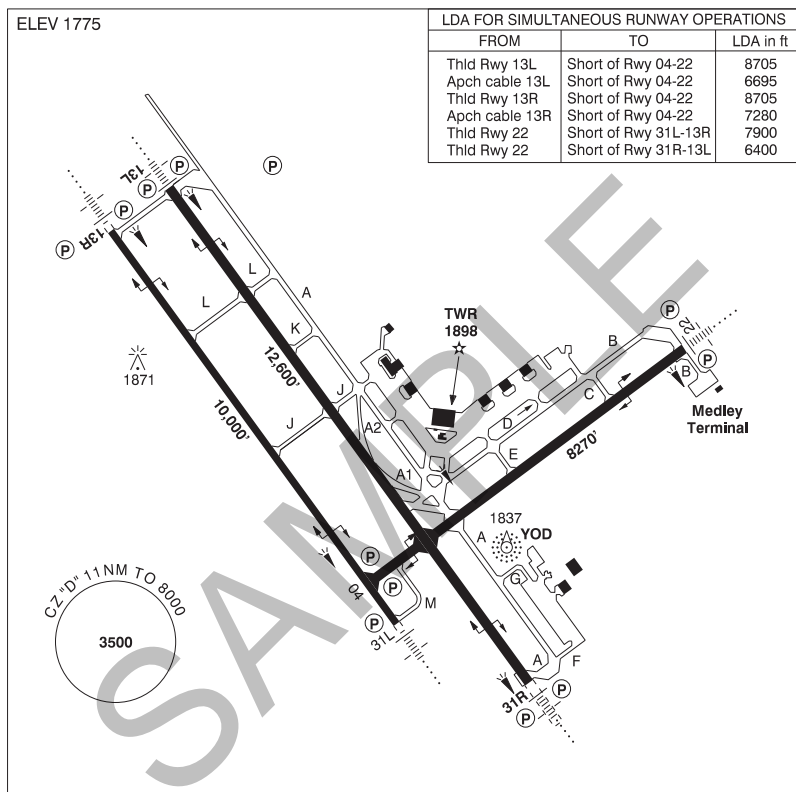 ELEV 1775
LDA FOR SIMULTANEOUS RUNWAY OPERATIONS
FROM TO LDA in ft
Thld Rwy 13L Short of Rwy 04-22 8705
Apch cable 13L Short of Rwy 04-22 6695
Thld Rwy 13R Short of Rwy 04-22 8705
Apch cable 13R Short of Rwy 04-22 7280
Thld Rwy 22 Short of Rwy 31L-13R 7900
Thld Rwy 22 Short of Rwy 31R-13L 6400
P
P
P
13L
P
13R
P
L
L
A
K
TWR
1898
P
22
P
B
B
1871
12,600'
J
J
10,000'
A2
A1
C
D
E
8270'
Medley
Terminal
1837
YOD
A
G
P
04
P
M
P
31L
CZ "D" 11NM TO 8000
3500
A
F
31R
P
P
SAMPLE